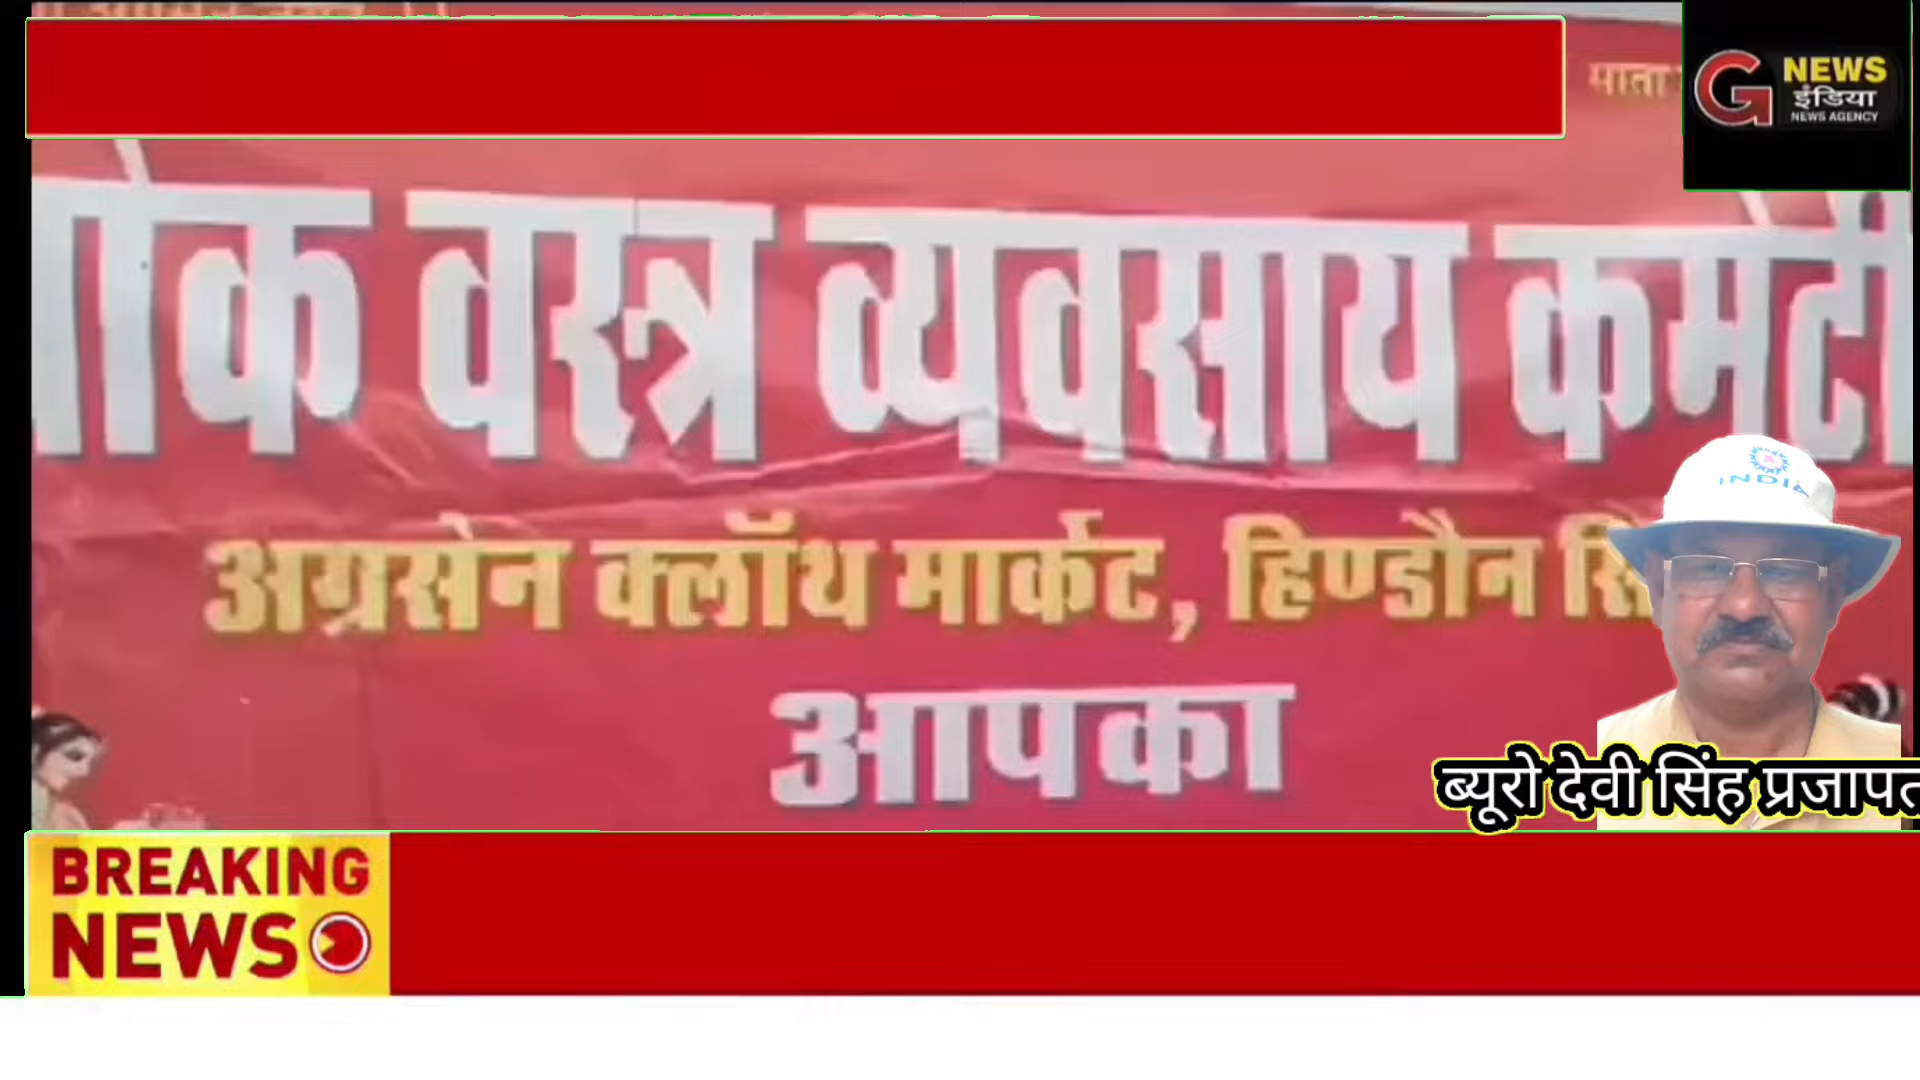 माता
NEWS
इंडिया
NEWS AGENCY
वस्त्र व्यवसाय कमेटी
अग्रसेन क्लॉथ मार्केट, हिण्डौन
INDIA
आपका
ब्यूरो देवी सिंह प्रजापत
BREAKING
NEWS